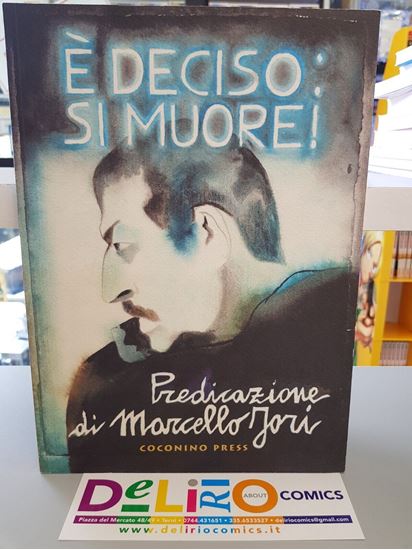 È DECISO:
SI MUORE!
Predicazione
di Marcello Jori
COCONINO PRESS
DeLiRiO ABOUT COMICS
Piazza del Mercato 48/49 • Terni • 0744.431651 • 335.6533527 • deliriocomics@gmail.com
www.deliriocomics.it